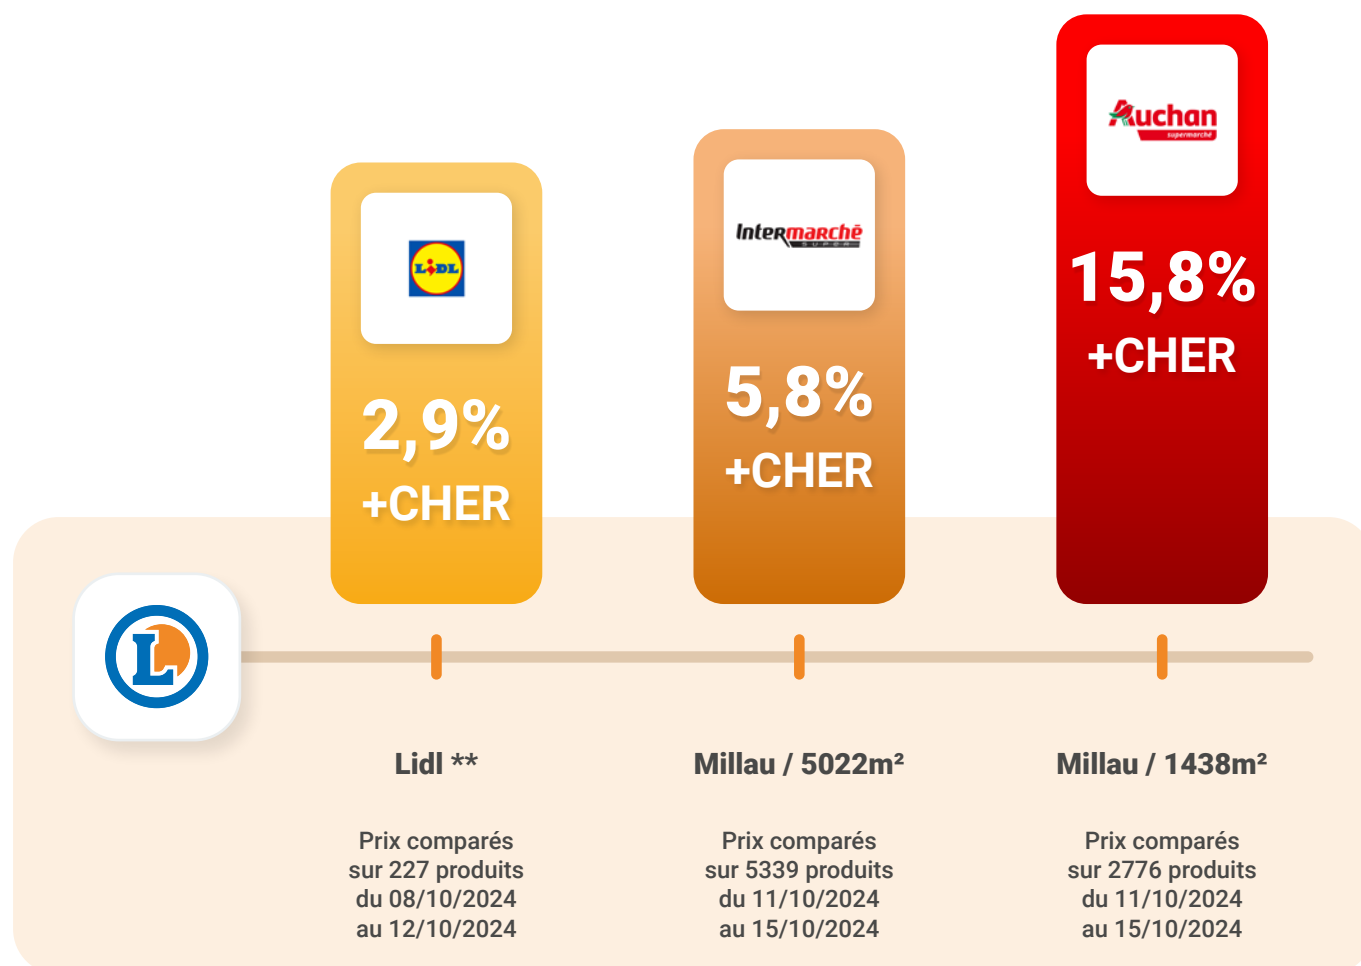 LIDL
2,9%
+CHER
Intermarchē
SUPER
5,8%
+CHER
Auchan
supermarché
15,8%
+CHER
L
Lidl **
Prix comparés
sur 227 produits
du 08/10/2024
au 12/10/2024
Millau / 5022m²
Prix comparés
sur 5339 produits
du 11/10/2024
au 15/10/2024
Millau / 1438m²
Prix comparés
sur 2776 produits
du 11/10/2024
au 15/10/2024